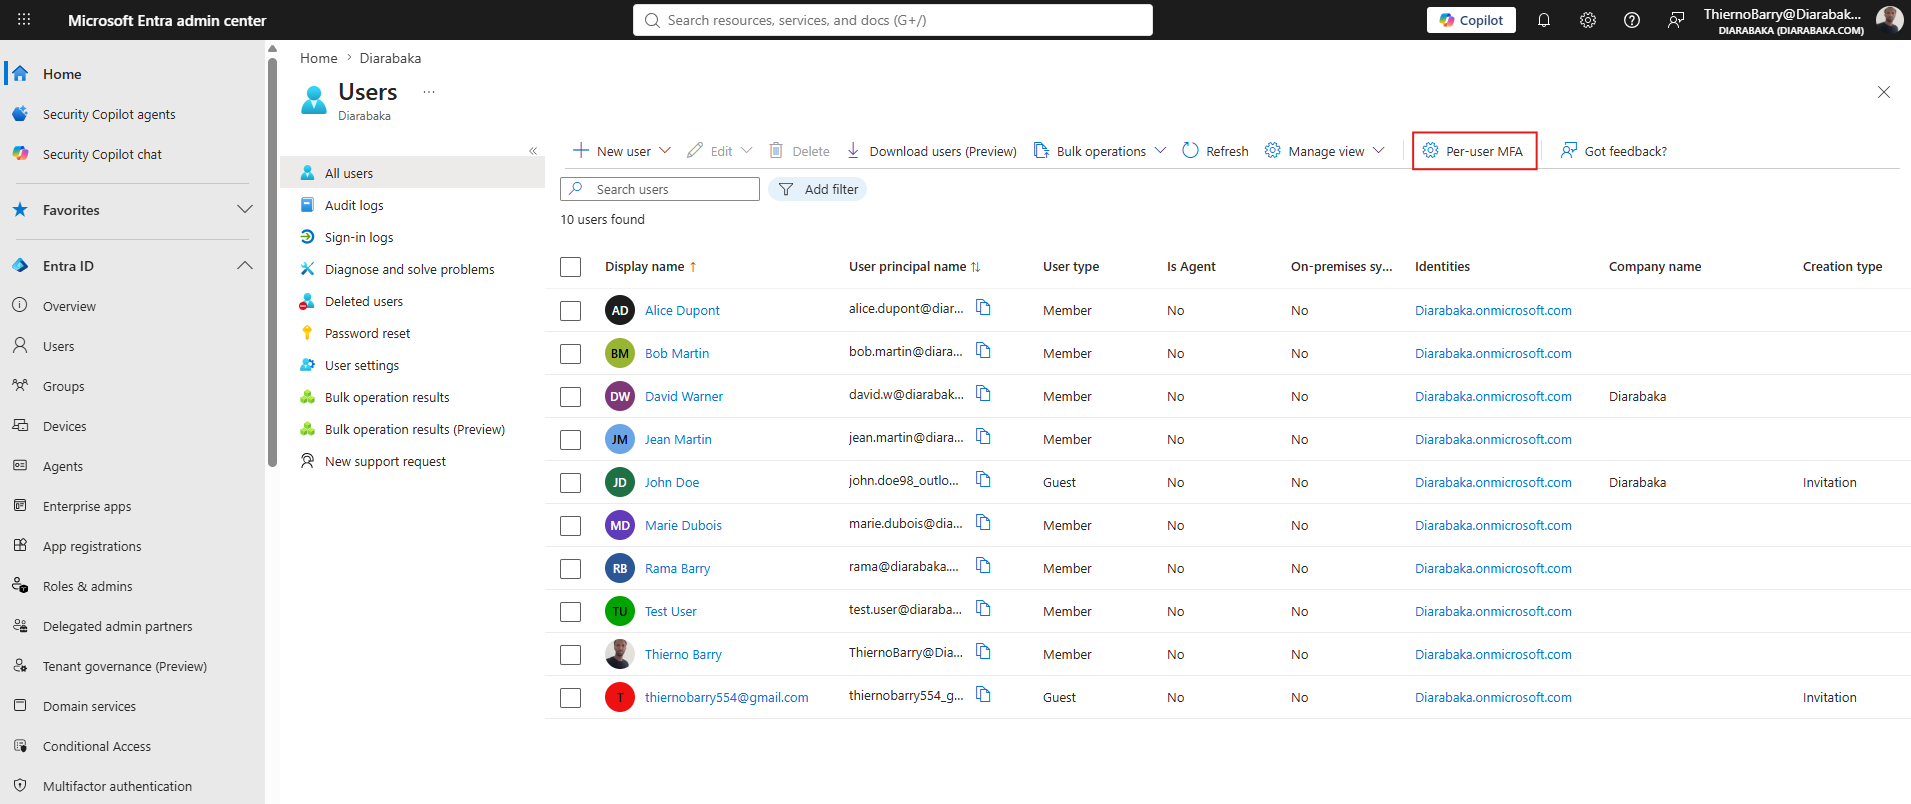 Microsoft Entra admin center
Search resources, services, and docs (G+/)
Copilot
ThiernoBarry@Diarabak...
DIARABAKA (DIARABAKA.COM)
Home
Security Copilot agents
Security Copilot chat
Favorites
Entra ID
Overview
Users
Groups
Devices
Agents
Enterprise apps
App registrations
Roles & admins
Delegated admin partners
Tenant governance (Preview)
Domain services
Conditional Access
Multifactor authentication
Home > Diarabaka
Users
...
Diarabaka
«
All users
Audit logs
Sign-in logs
Diagnose and solve problems
Deleted users
Password reset
User settings
Bulk operation results
Bulk operation results (Preview)
New support request
New user Edit Delete Download users (Preview) Bulk operations Refresh Manage view Per-user MFA Got feedback?
Search users Add filter
10 users found
Display name ↑ User principal name ↑↓ User type Is Agent On-premises sy... Identities Company name Creation type
AD Alice Dupont alice.dupont@diar... Member No No Diarabaka.onmicrosoft.com
BM Bob Martin bob.martin@diara... Member No No Diarabaka.onmicrosoft.com
DW David Warner david.w@diarabak... Member No No Diarabaka.onmicrosoft.com Diarabaka
JM Jean Martin jean.martin@diara... Member No No Diarabaka.onmicrosoft.com
JD John Doe john.doe98_outlo... Guest No No Diarabaka.onmicrosoft.com Diarabaka Invitation
MD Marie Dubois marie.dubois@dia... Member No No Diarabaka.onmicrosoft.com
RB Rama Barry rama@diarabaka.... Member No No Diarabaka.onmicrosoft.com
TU Test User test.user@diaraba... Member No No Diarabaka.onmicrosoft.com
Thierno Barry ThiernoBarry@Dia... Member No No Diarabaka.onmicrosoft.com
T thiernobarry554@gmail.com thiernobarry554_g... Guest No No Diarabaka.onmicrosoft.com Invitation